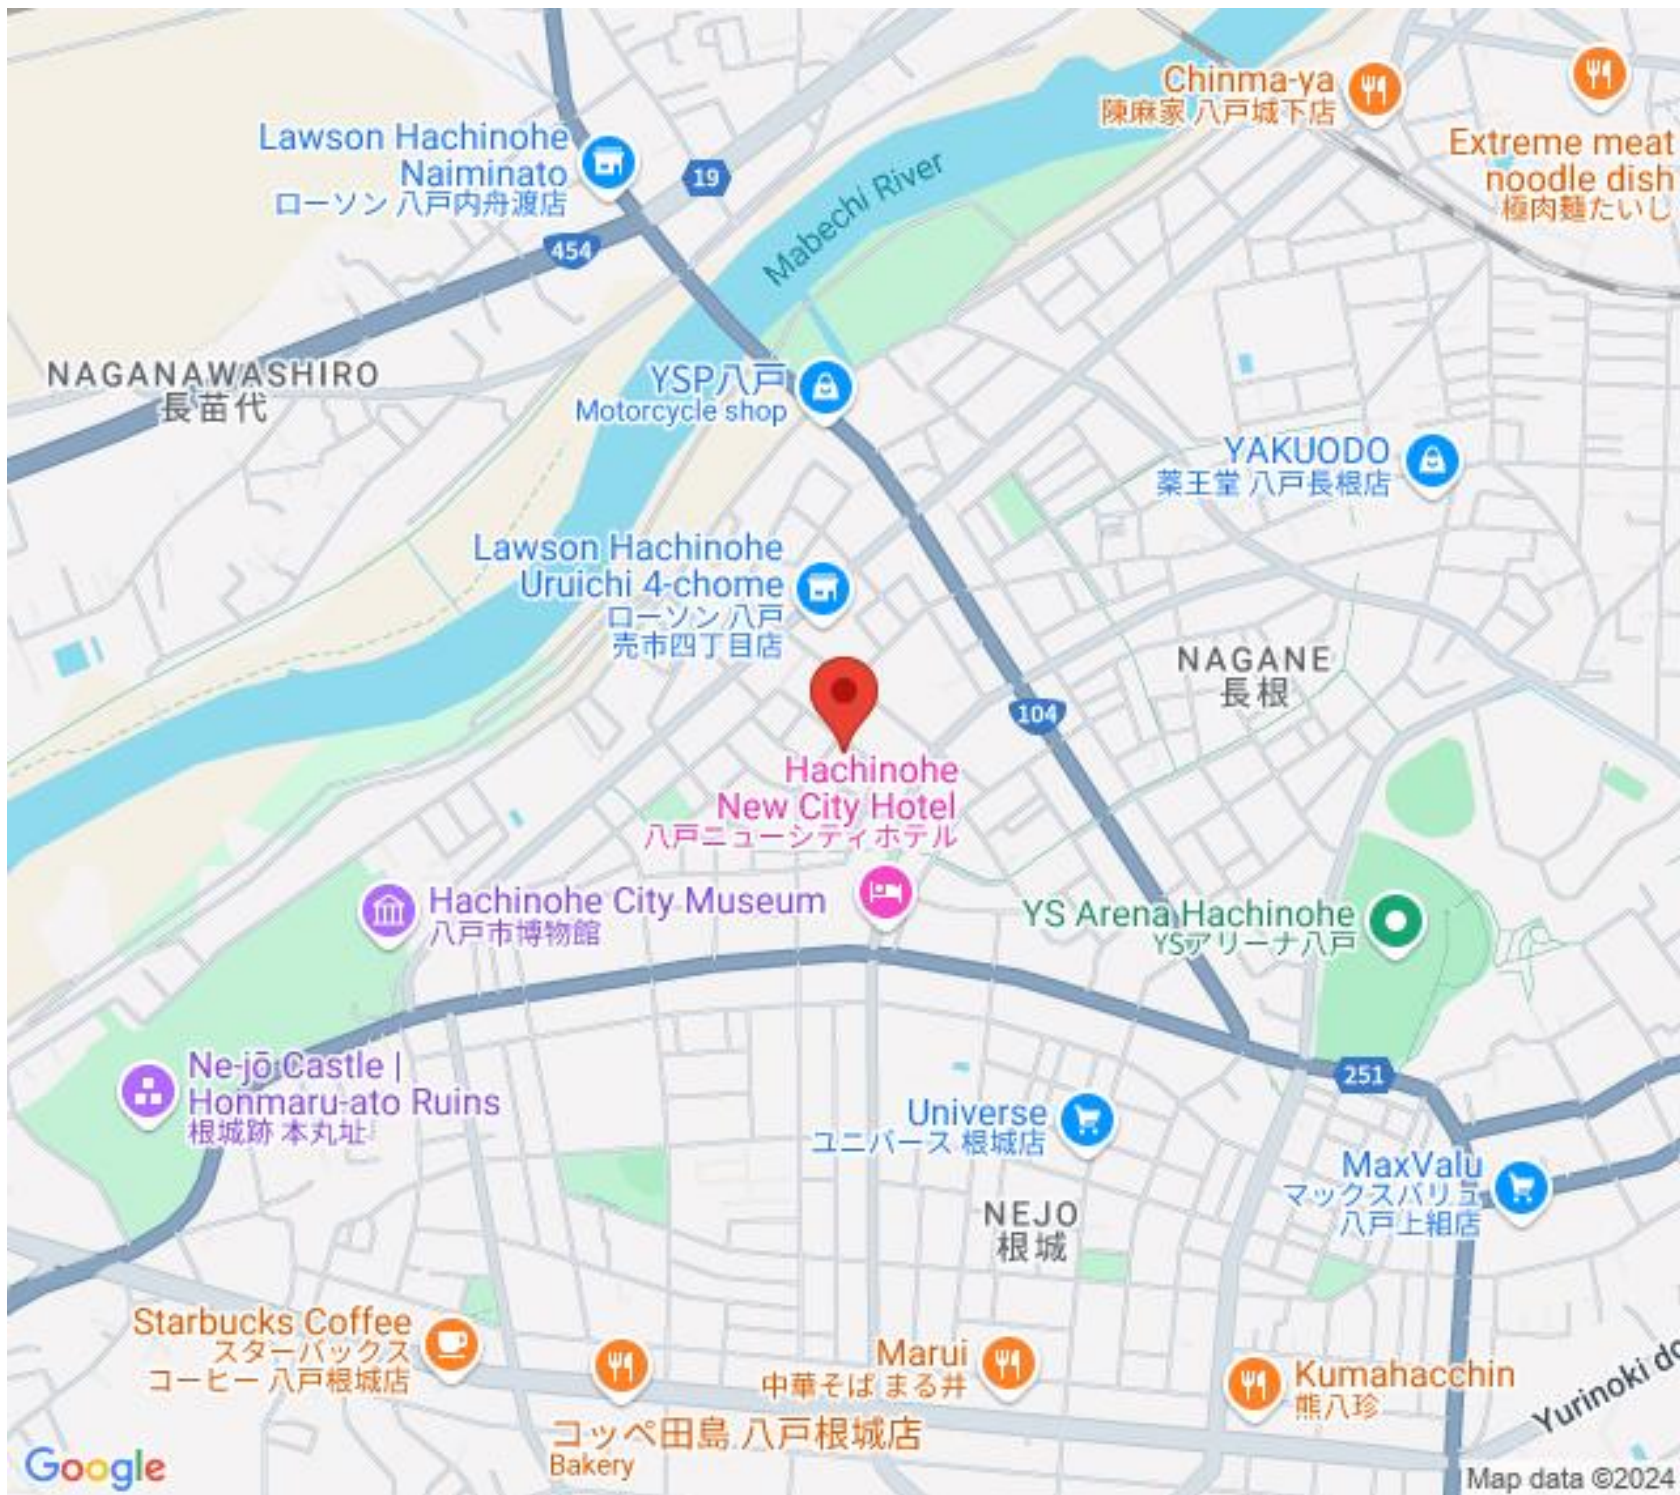 Chinma-ya
陳麻家 八戸城下店
Extreme meat
noodle dish
極肉麺たいし
Lawson Hachinohe
Naiminato
ローソン 八戸内舟渡店
19
454
Mabechi River
NAGANAWASHIRO
長苗代
YSP八戸
Motorcycle shop
YAKUODO
薬王堂 八戸長根店
Lawson Hachinohe
Uruichi 4-chome
ローソン 八戸
売市四丁目店
NAGANE
長根
104
Hachinohe
New City Hotel
八戸ニューシティホテル
Hachinohe City Museum
八戸市博物館
YS Arena Hachinohe
YSアリーナ八戸
Ne-jō Castle |
Honmaru-ato Ruins
根城跡 本丸址
251
Universe
ユニバース 根城店
MaxValu
マックスバリュ
八戸上組店
NEJO
根城
Starbucks Coffee
スターバックス
コーヒー 八戸根城店
Marui
中華そば まる井
Kumahacchin
熊八珍
Yurinoki do
コッペ田島 八戸根城店
Bakery
Google
Map data ©2024